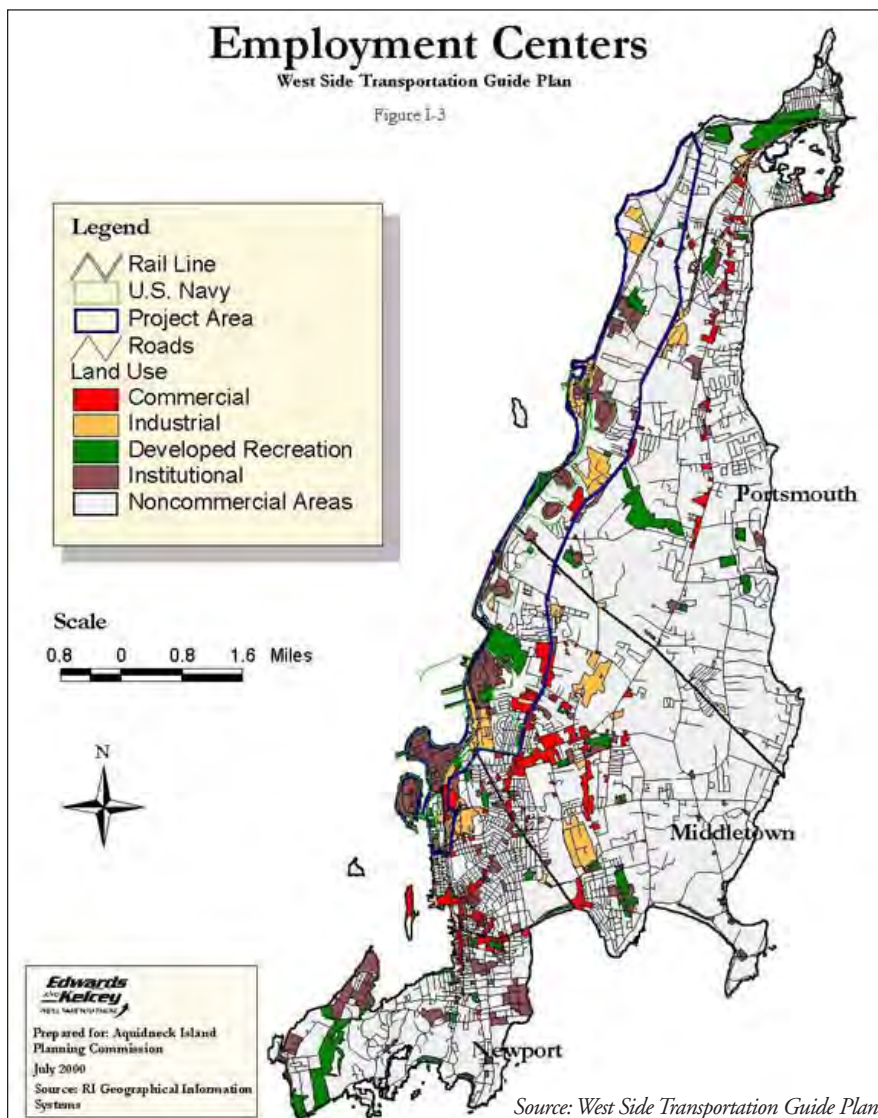 Employment Centers
West Side Transportation Guide Plan
Figure I-3
Legend
Rail Line
U.S. Navy
Project Area
Roads
Land Use
Commercial
Industrial
Developed Recreation
Institutional
Noncommercial Areas
Portsmouth
Scale
0.8 0 0.8 1.6 Miles
N
Middletown
Edwards
AND
Kelcey
Prepared for: Aquidneck Island
Planning Commission
July 2000
Source: RI Geographical Information
Systems
Newport
Source: West Side Transportation Guide Plan